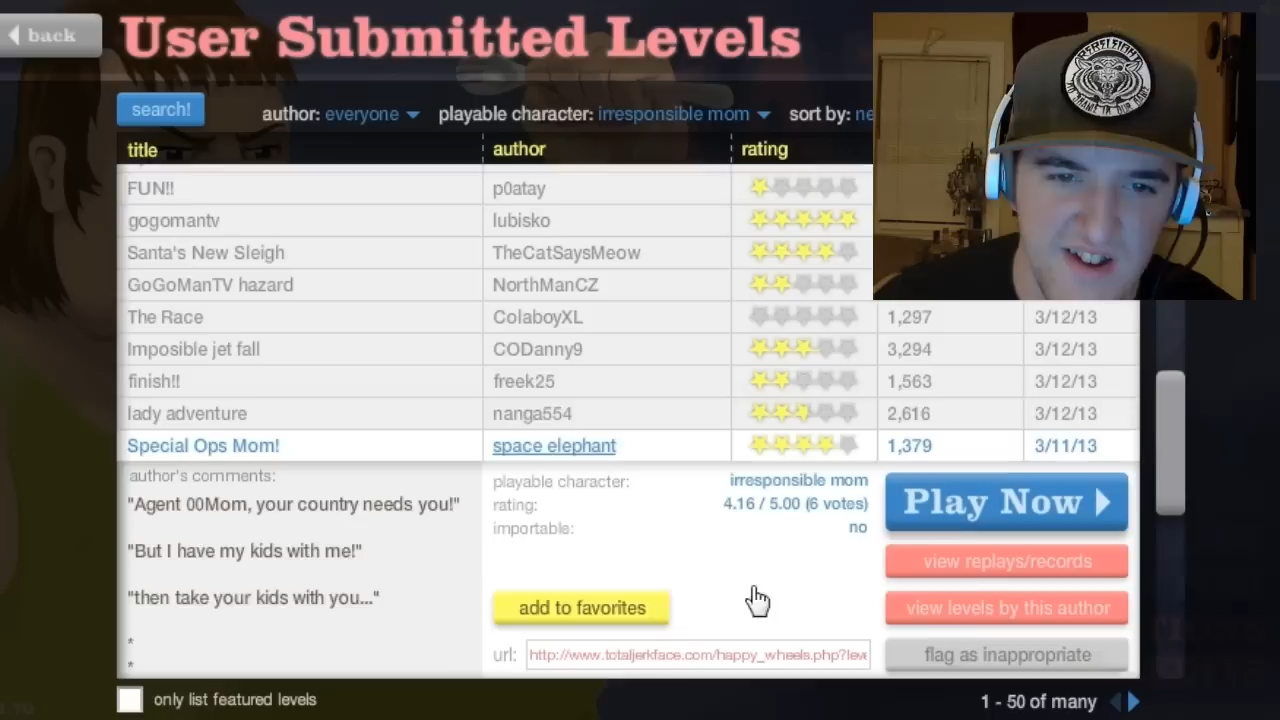 back
User Submitted Levels
search!
author: everyone
playable character: irresponsible mom
sort by: ne
title
author
rating
FUN!!
p0atay
gogomantv
lubisko
Santa's New Sleigh
TheCatSaysMeow
GoGoManTV hazard
NorthManCZ
The Race
ColaboyXL
1,297
3/12/13
Imposible jet fall
CODanny9
3,294
3/12/13
finish!!
freek25
1,563
3/12/13
lady adventure
nanga554
2,616
3/12/13
Special Ops Mom!
space elephant
1,379
3/11/13
author's comments:
"Agent 00Mom, your country needs you!"
"But I have my kids with me!"
"then take your kids with you..."
*
*
playable character:
irresponsible mom
rating:
4.16 / 5.00 (6 votes)
importable:
no
add to favorites
url: http://www.totaljerkface.com/happy_wheels.php?leve
Play Now
view replays/records
view levels by this author
flag as inappropriate
only list featured levels
1 - 50 of many